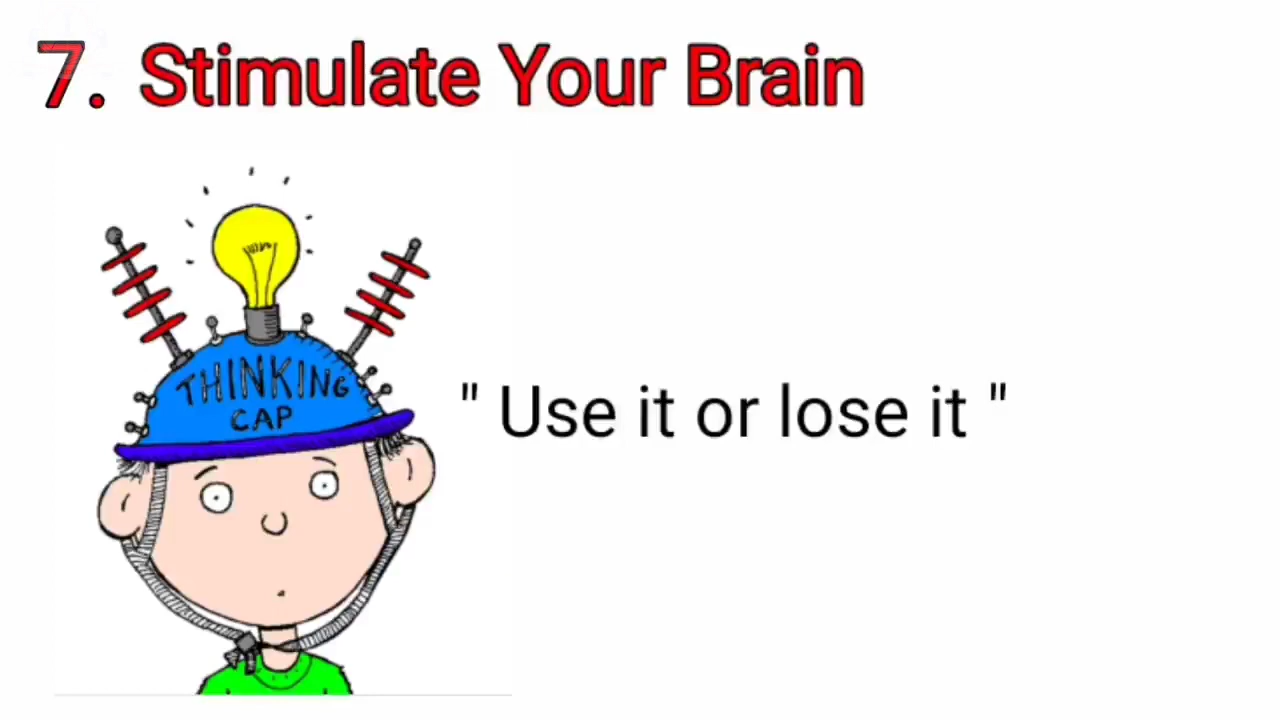 7. Stimulate Your Brain
THINKING
CAP
" Use it or lose it "